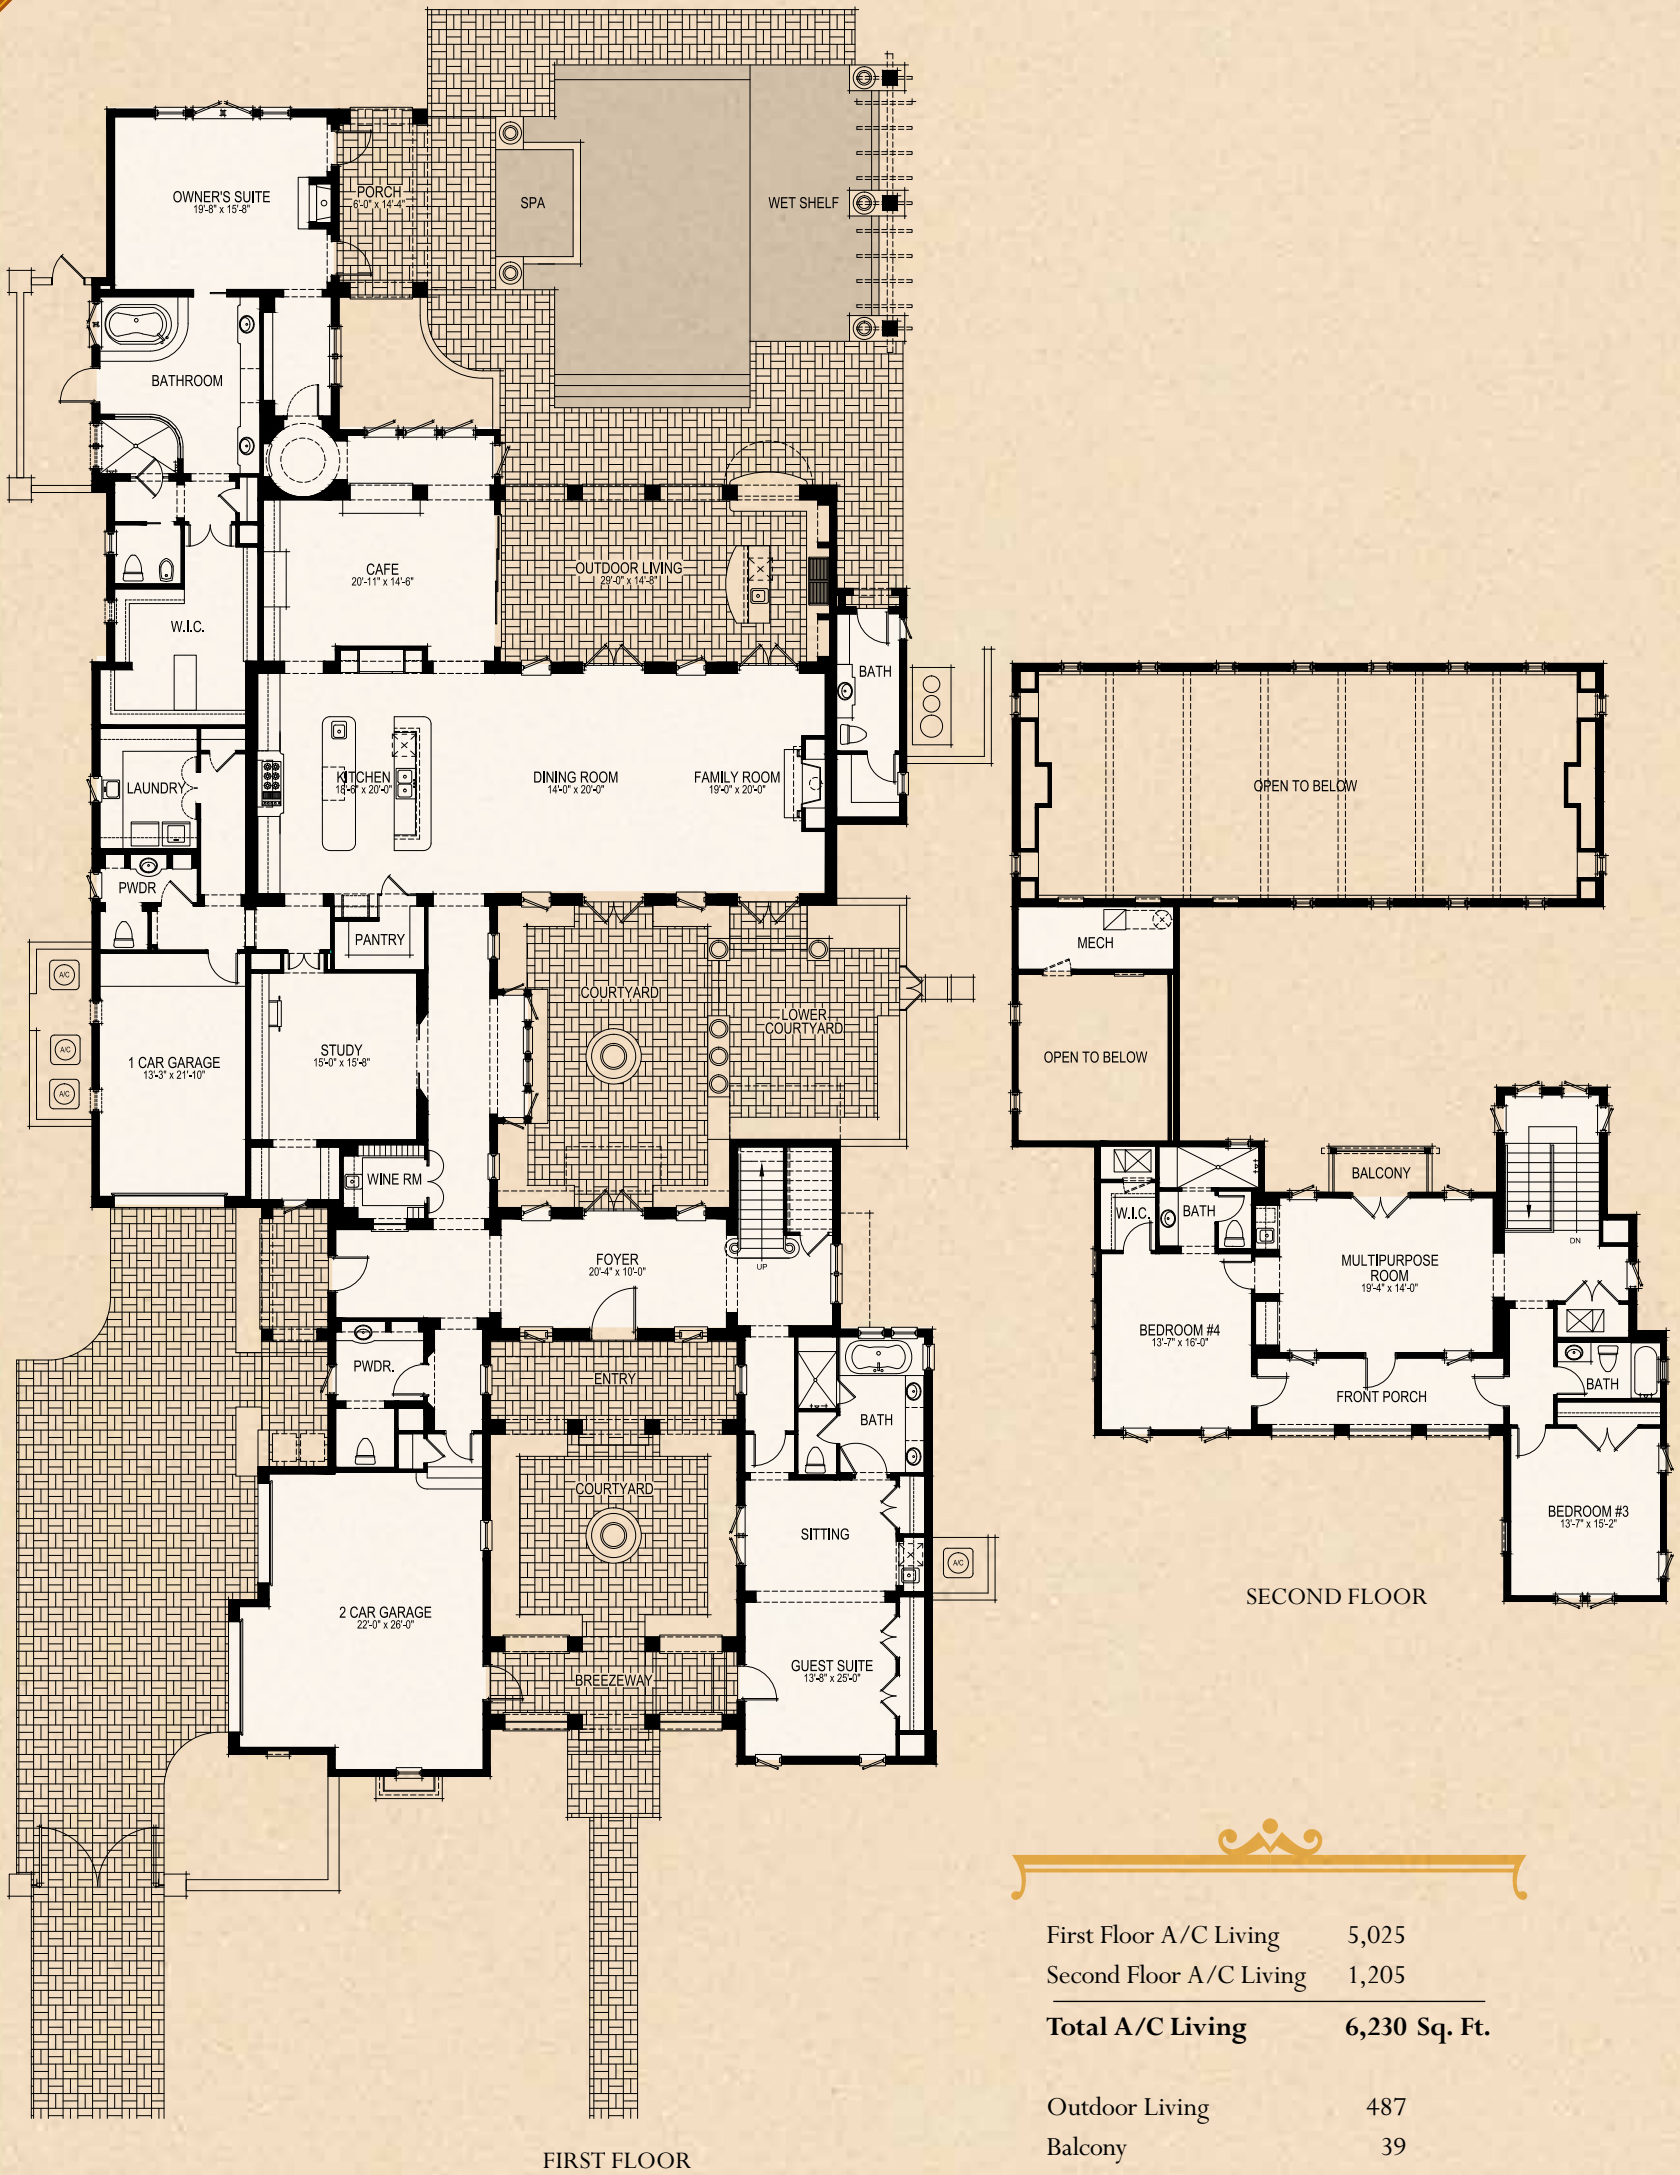 OWNER'S SUITE
19'-8" x 15'-8"
PORCH
6'-0" x 14'-4"
SPA
WET SHELF
BATHROOM
CAFE
20'-11" x 14'-6"
OUTDOOR LIVING
29'-0" x 14'-8"
W.I.C.
BATH
LAUNDRY
KITCHEN
18'-6" x 20'-0"
DINING ROOM
14'-0" x 20'-0"
FAMILY ROOM
19'-0" x 20'-0"
PWDR
PANTRY
A/C
A/C
A/C
1 CAR GARAGE
13'-3" x 21'-10"
STUDY
15'-0" x 15'-8"
COURTYARD
LOWER
COURTYARD
WINE RM
FOYER
20'-4" x 10'-0"
UP
PWDR.
ENTRY
BATH
COURTYARD
SITTING
A/C
2 CAR GARAGE
22'-0" x 26'-0"
BREEZEWAY
GUEST SUITE
13'-8" x 25'-0"
FIRST FLOOR
OPEN TO BELOW
MECH
OPEN TO BELOW
BALCONY
W.I.C.
BATH
MULTIPURPOSE
ROOM
19'-4" x 14'-0"
DN
BEDROOM #4
13'-7" x 16'-0"
FRONT PORCH
BATH
BEDROOM #3
13'-7" x 15'-2"
SECOND FLOOR
First Floor A/C Living 5,025
Second Floor A/C Living 1,205
Total A/C Living 6,230 Sq. Ft.
Outdoor Living 487
Balcony 39